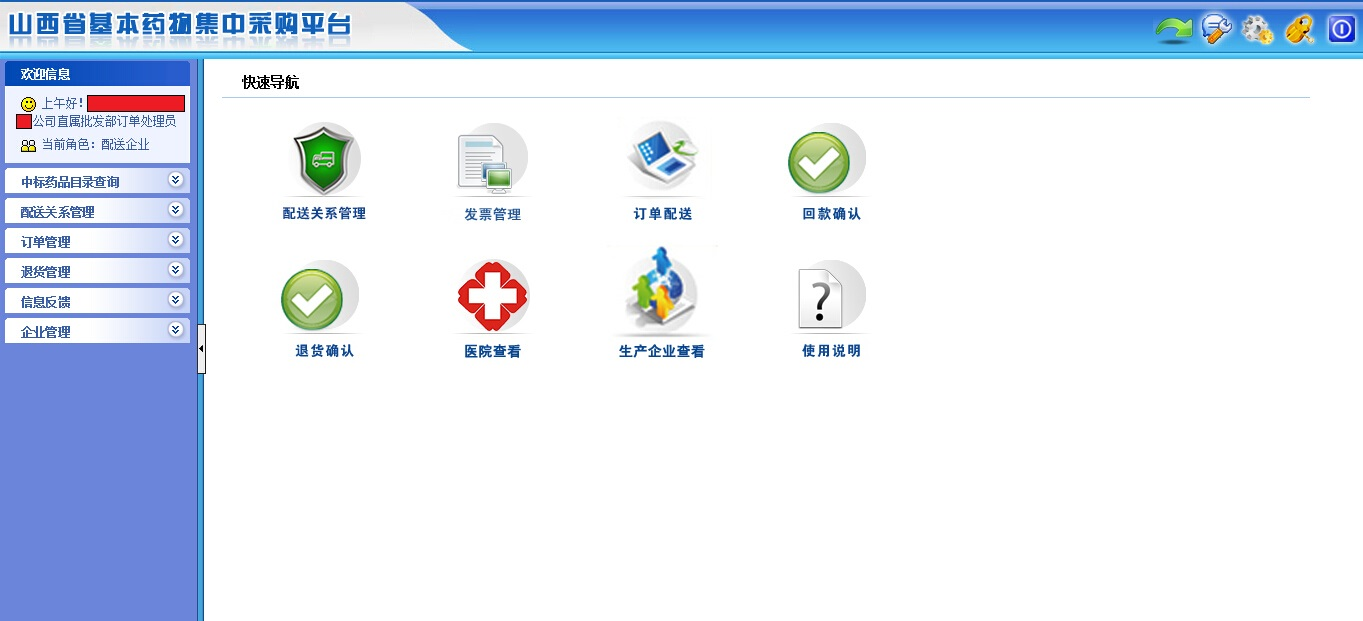 山西省基本药物集中采购平台
欢迎信息
上午好!
公司直属批发部订单处理员
当前角色：配送企业
中标药品目录查询
配送关系管理
订单管理
退货管理
信息反馈
企业管理
快速导航
配送关系管理 发票管理 订单配送 回款确认
?
退货确认 医院查看 生产企业查看 使用说明